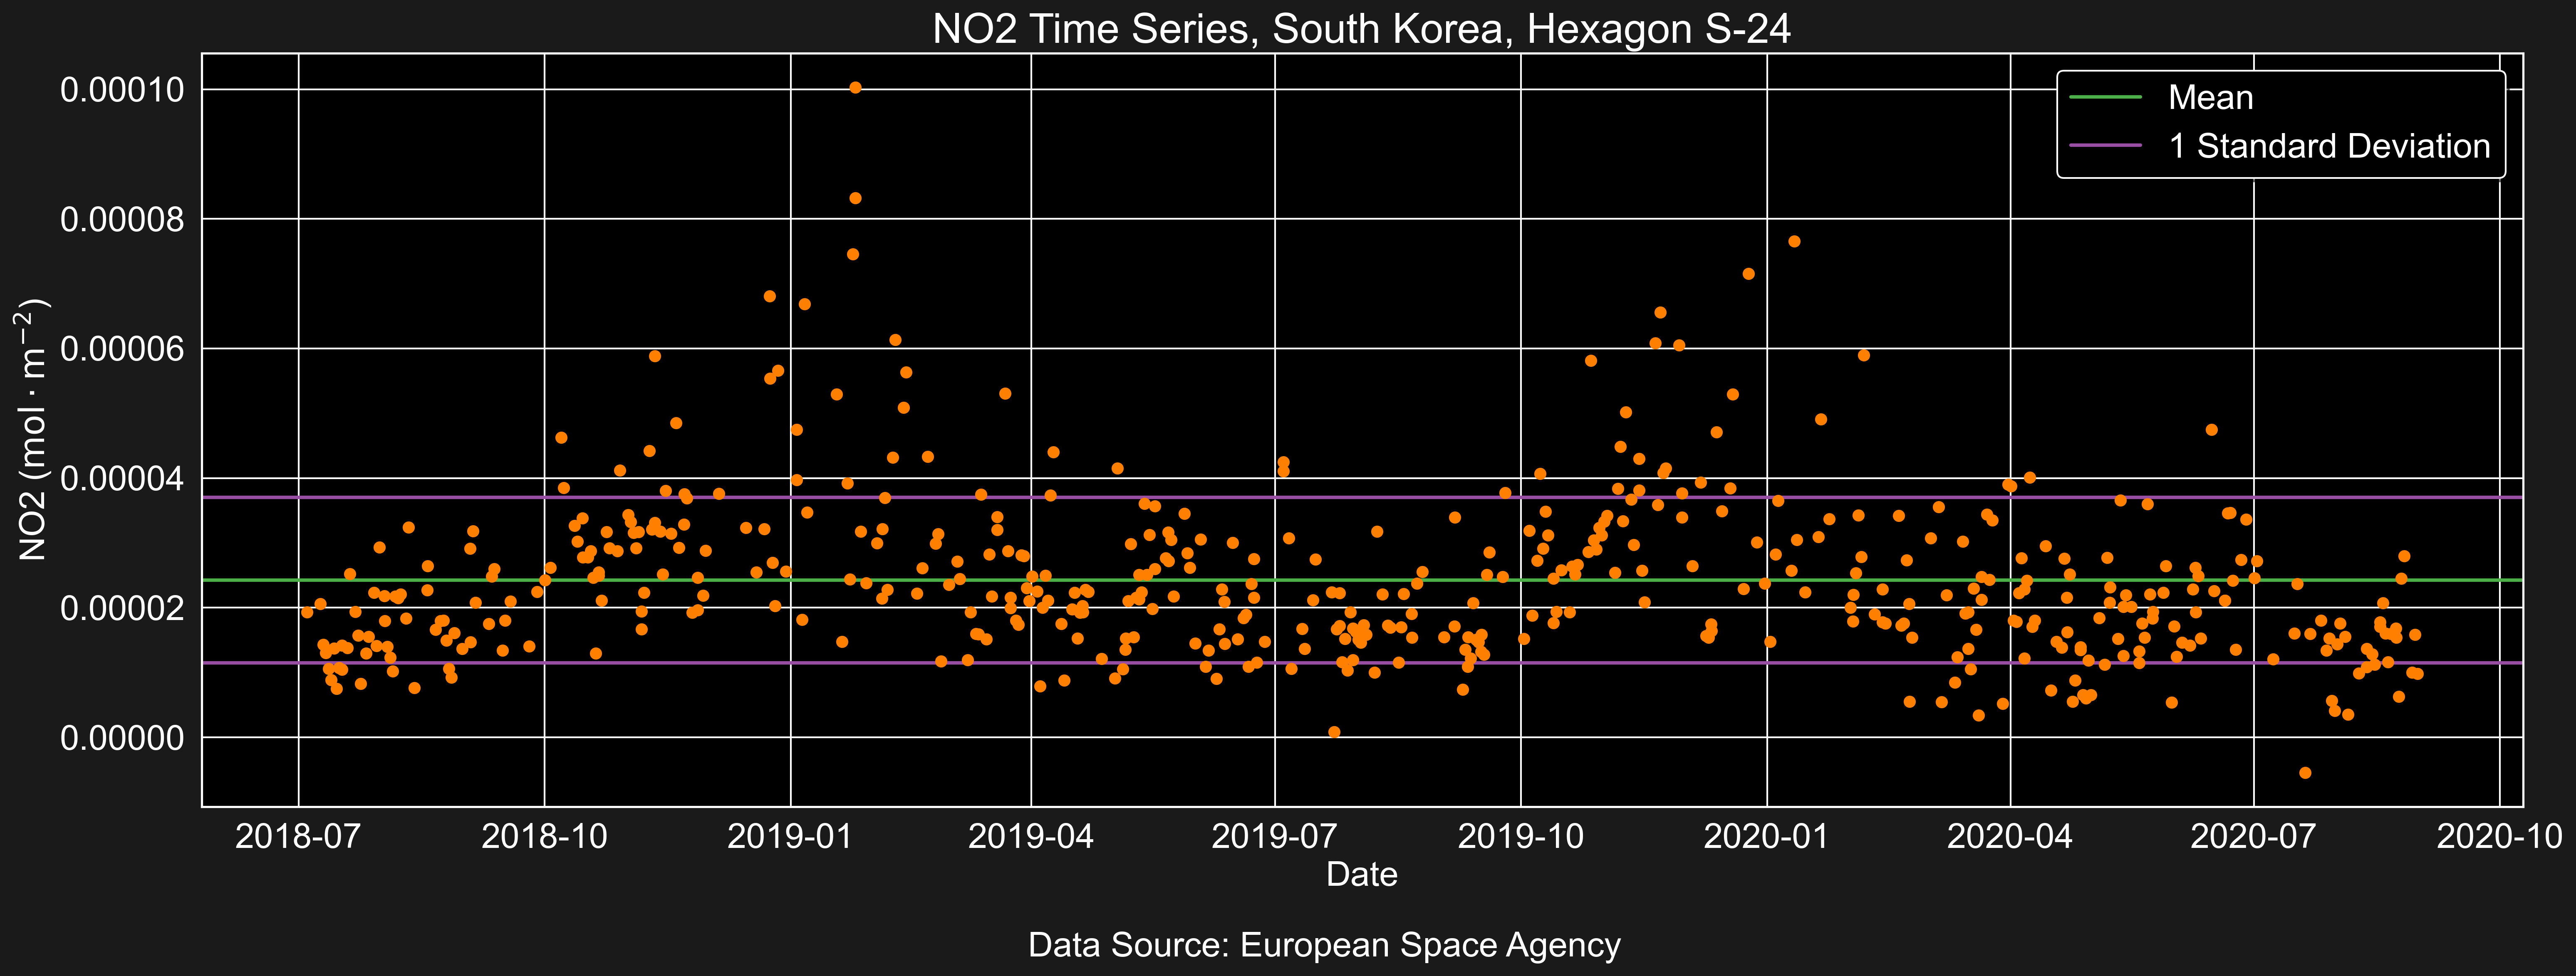 NO2 Time Series, South Korea, Hexagon S-24
Mean
1 Standard Deviation
NO2 (mol · m⁻²)
0.00010
0.00008
0.00006
0.00004
0.00002
0.00000
2018-07 2018-10 2019-01 2019-04 2019-07 2019-10 2020-01 2020-04 2020-07 2020-10
Date
Data Source: European Space Agency